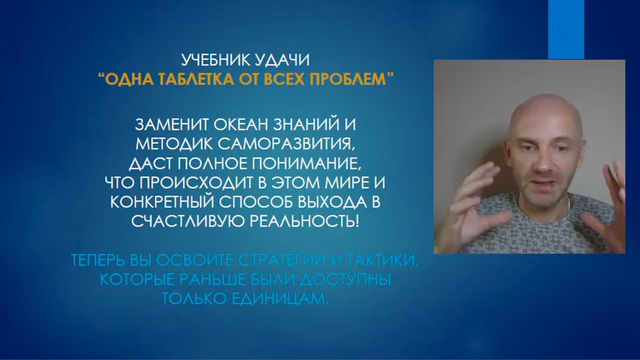 УЧЕБНИК УДАЧИ
“ОДНА ТАБЛЕТКА ОТ ВСЕХ ПРОБЛЕМ”
ЗАМЕНИТ ОКЕАН ЗНАНИЙ И
МЕТОДИК САМОРАЗВИТИЯ,
ДАСТ ПОЛНОЕ ПОНИМАНИЕ,
ЧТО ПРОИСХОДИТ В ЭТОМ МИРЕ И
КОНКРЕТНЫЙ СПОСОБ ВЫХОДА В
СЧАСТЛИВУЮ РЕАЛЬНОСТЬ!
ТЕПЕРЬ ВЫ ОСВОИТЕ СТРАТЕГИИ И ТАКТИКИ,
КОТОРЫЕ РАНЬШЕ БЫЛИ ДОСТУПНЫ
ТОЛЬКО ЕДИНИЦАМ.